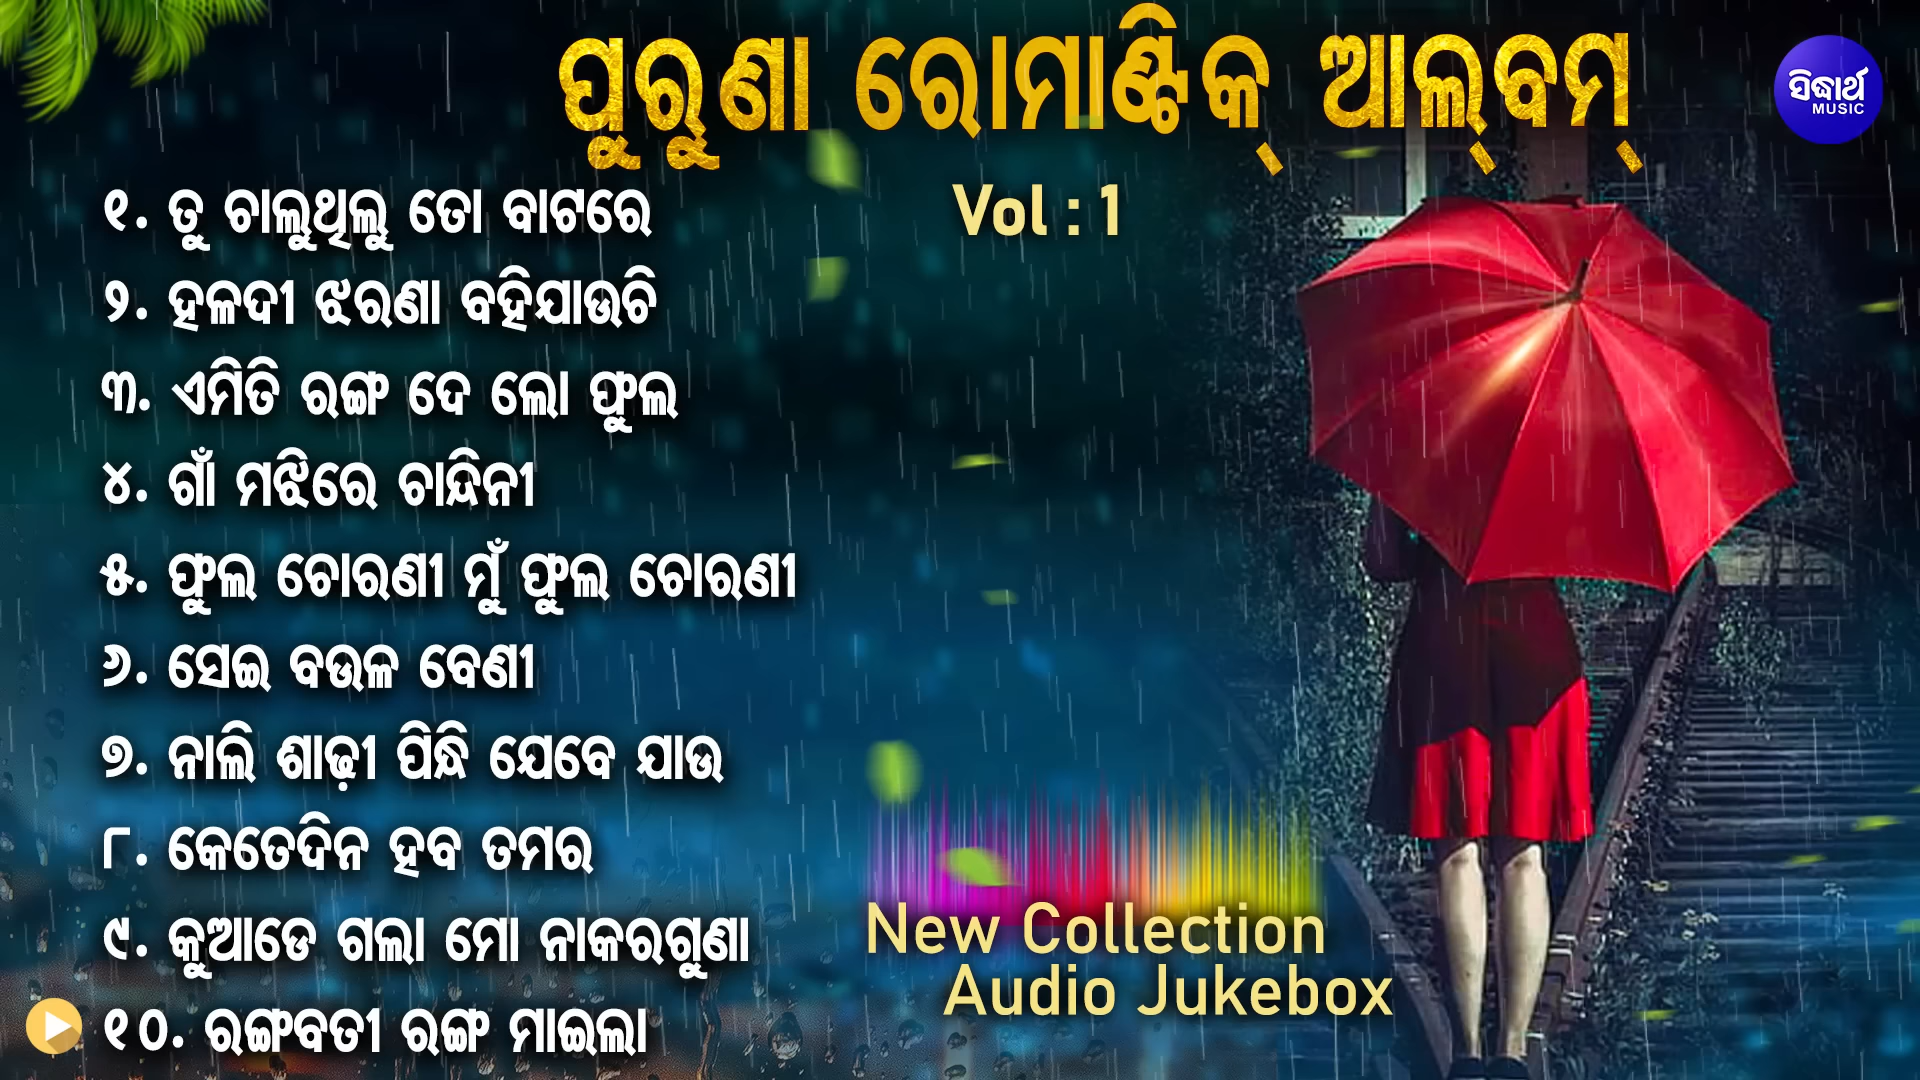 ପୁରୁଣା ରୋମାଣ୍ଟିକ୍ ଆଲ୍‌ବମ୍
ସିଦ୍ଧାର୍ଥ
MUSIC
Vol : 1
୧. ତୁ ଚାଲୁଥିଲୁ ତୋ ବାଟରେ
୨. ହଳଦୀ ଝରଣା ବହିଯାଉଚି
୩. ଏମିତି ରଙ୍ଗ ଦେ ଲୋ ଫୁଲ
୪. ଗାଁ ମଝିରେ ଚାନ୍ଦିନୀ
୫. ଫୁଲ ଚୋରଣୀ ମୁଁ ଫୁଲ ଚୋରଣୀ
୬. ସେଇ ବଉଳ ବେଣୀ
୭. ନାଲି ଶାଢ଼ୀ ପିନ୍ଧି ଯେବେ ଯାଉ
୮. କେତେଦିନ ହବ ତମର
୯. କୁଆଡେ ଗଲା ମୋ ନାକରଗୁଣା
୧୦. ରଙ୍ଗବତୀ ରଙ୍ଗ ମାଇଲା
New Collection
Audio Jukebox